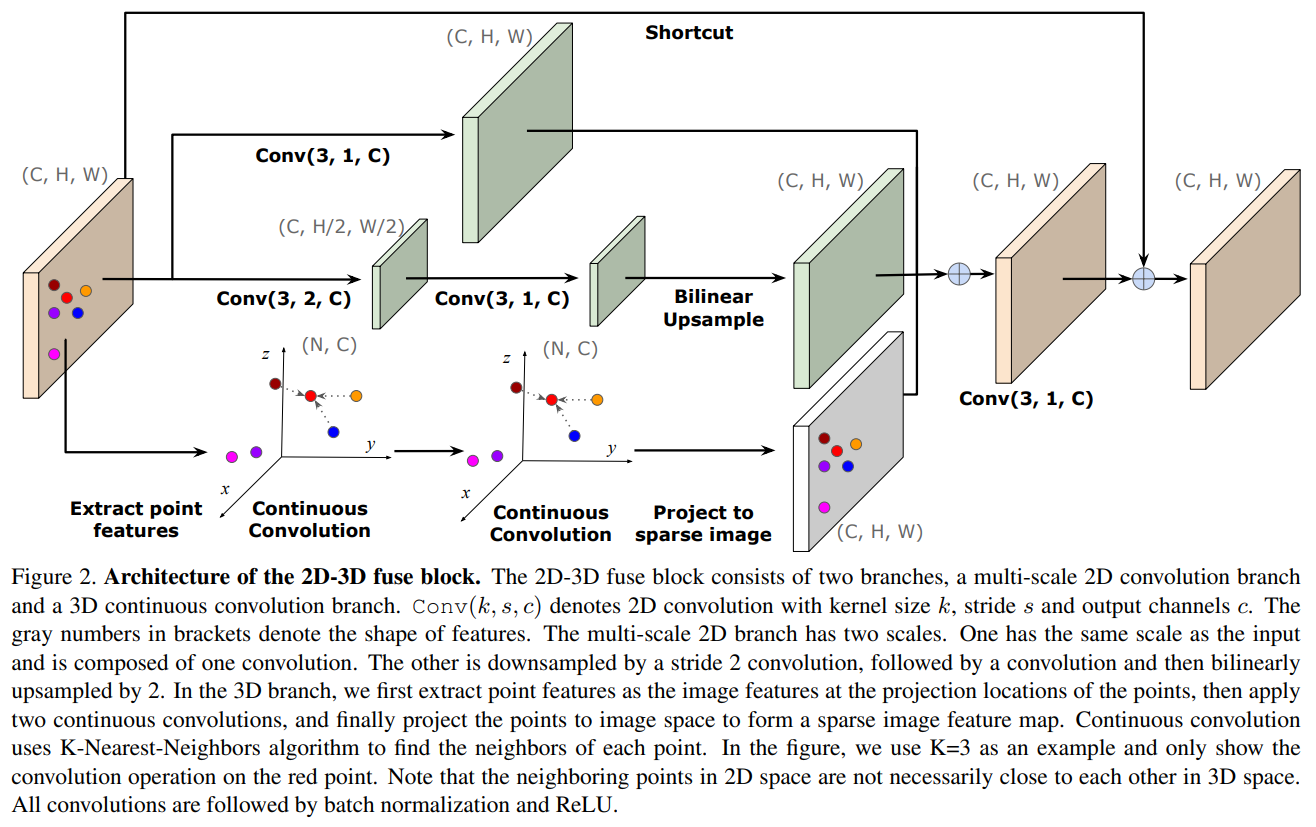 (C, H, W)
Shortcut
Conv(3, 1, C)
(C, H, W)
(C, H, W)
(C, H, W)
(C, H, W)
(C, H/2, W/2)
Conv(3, 2, C)
Conv(3, 1, C)
Bilinear
Upsample
z
(N, C)
z
(N, C)
Conv(3, 1, C)
y
y
x
x
Extract point
features
Continuous
Convolution
Continuous
Convolution
Project to
sparse image
(C, H, W)
Figure 2. Architecture of the 2D-3D fuse block. The 2D-3D fuse block consists of two branches, a multi-scale 2D convolution branch
and a 3D continuous convolution branch. Conv(k, s, c) denotes 2D convolution with kernel size k, stride s and output channels c. The
gray numbers in brackets denote the shape of features. The multi-scale 2D branch has two scales. One has the same scale as the input
and is composed of one convolution. The other is downsampled by a stride 2 convolution, followed by a convolution and then bilinearly
upsampled by 2. In the 3D branch, we first extract point features as the image features at the projection locations of the points, then apply
two continuous convolutions, and finally project the points to image space to form a sparse image feature map. Continuous convolution
uses K-Nearest-Neighbors algorithm to find the neighbors of each point. In the figure, we use K=3 as an example and only show the
convolution operation on the red point. Note that the neighboring points in 2D space are not necessarily close to each other in 3D space.
All convolutions are followed by batch normalization and ReLU.